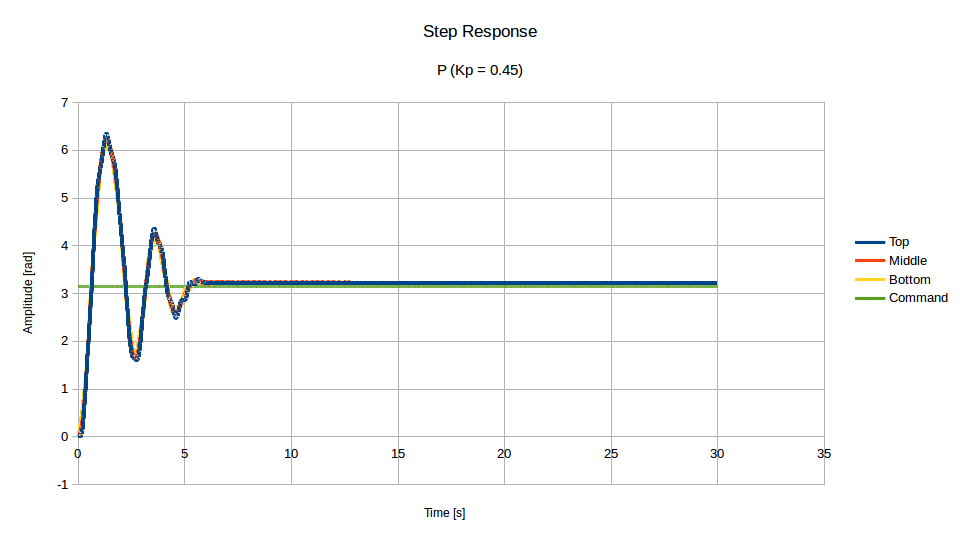 Step Response
P (Kp = 0.45)
7
6
5
4
3
2
1
0
-1
0 5 10 15 20 25 30 35
Amplitude [rad]
Time [s]
Top
Middle
Bottom
Command